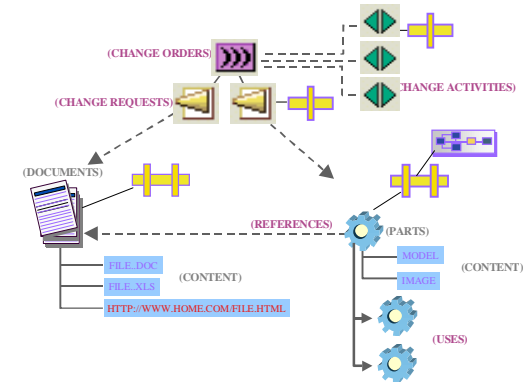 (CHANGE ORDERS)
CHANGE ACTIVITIES)
(CHANGE REQUESTS)
(DOCUMENTS)
(REFERENCES)
(PARTS)
MODEL
(CONTENT)
IMAGE
FILE..DOC
(CONTENT)
FILE..XLS
HTTP://WWW.HOME.COM/FILE.HTML
(USES)